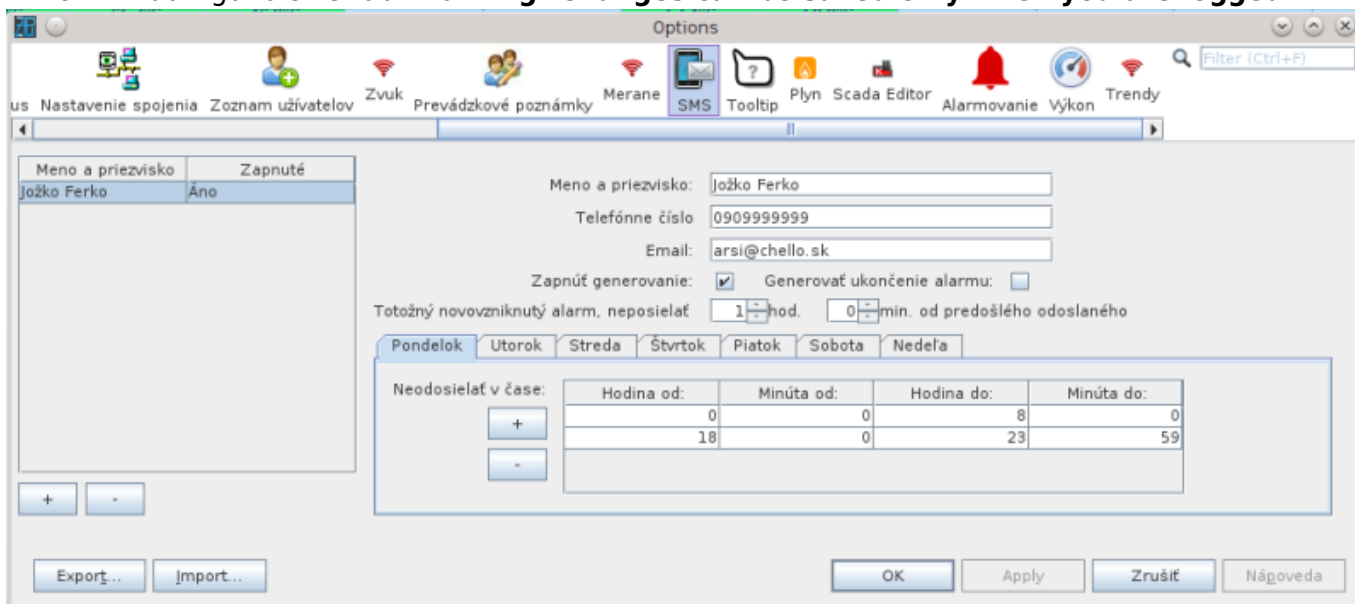 Options
us Nastavenie spojenia Zoznam užívatelov Zvuk Prevádzkové poznámky Merane SMS Tooltip Plyn Scada Editor Alarmovanie Výkon Trendy
Filter (Ctrl+F)
Meno a priezvisko Zapnuté
Jožko Ferko Áno
Meno a priezvisko: Jožko Ferko
Telefónne číslo 0909999999
Email: arsi@chello.sk
Zapnúť generovanie: Generovať ukončenie alarmu:
Totožný novovzniknutý alarm, neposielať 1 hod. 0 min. od predošlého odoslaného
Pondelok Utorok Streda Štvrtok Piatok Sobota Nedeľa
Neodosielať v čase:
Hodina od: Minúta od: Hodina do: Minúta do:
0 0 8 0
18 0 23 59
+
-
+ -
Export... Import... OK Apply Zrušiť Nápoveda